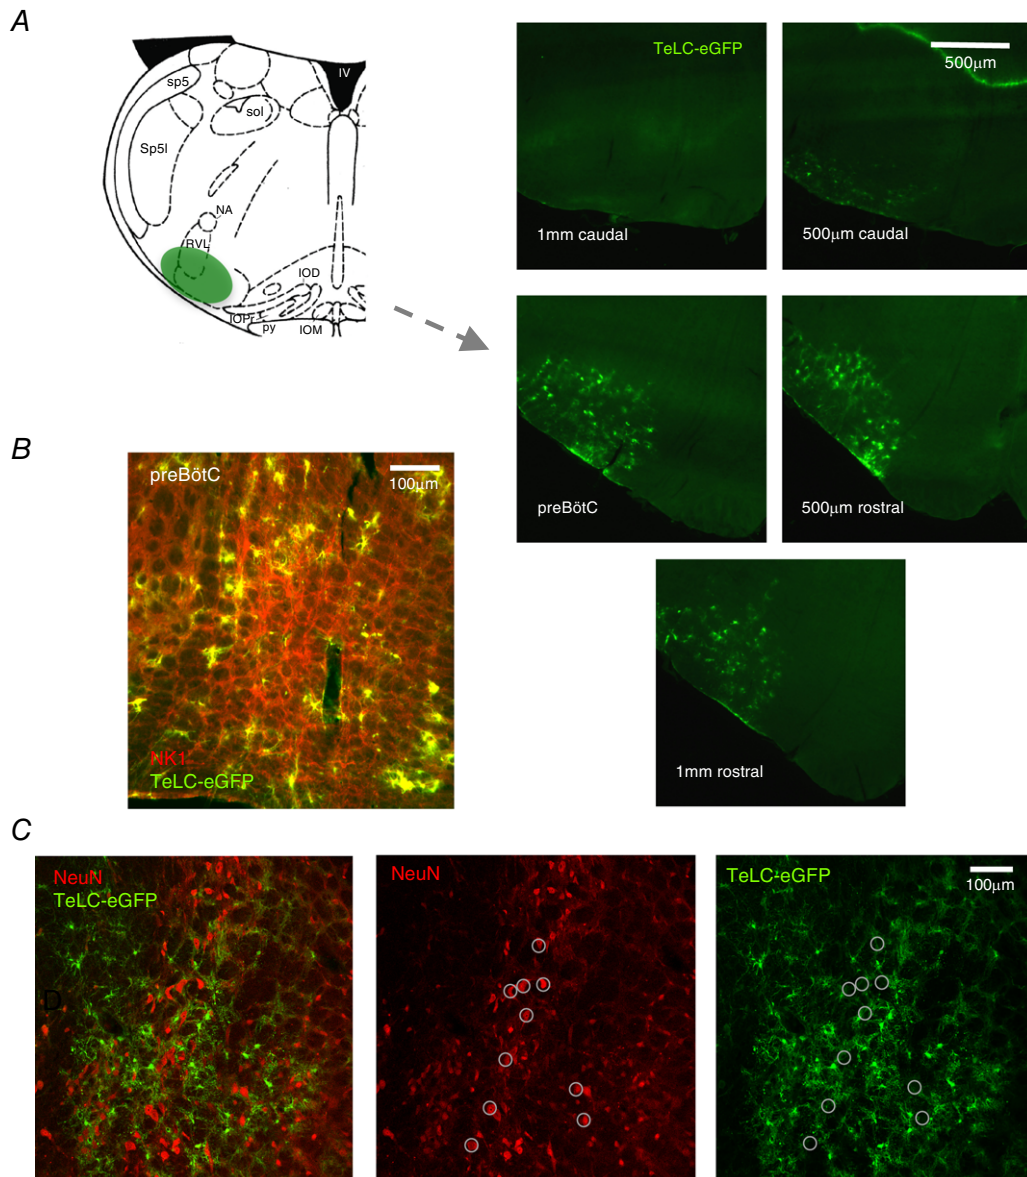 A
IV
sp5
sol
Sp5l
NA
RVL
IOD
IOPr
py
IOM
TeLC-eGFP
500µm
1mm caudal
500µm caudal
preBötC
500µm rostral
1mm rostral
B
preBötC
100µm
NK1
TeLC-eGFP
C
NeuN
TeLC-eGFP
D
NeuN
TeLC-eGFP
100µm